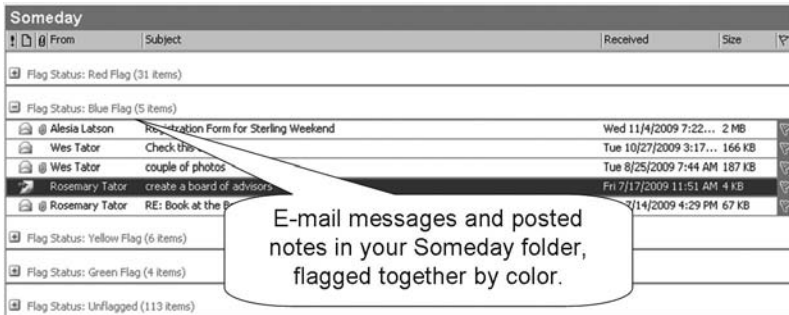 Someday
! From Subject Received Size
Flag Status: Red Flag (31 items)
Flag Status: Blue Flag (5 items)
Alesia Latson Registration Form for Sterling Weekend Wed 11/4/2009 7:22... 2 MB
Wes Tator Check this Tue 10/27/2009 3:17... 166 KB
Wes Tator couple of photos Tue 8/25/2009 7:44 AM 187 KB
Rosemary Tator create a board of advisors Fri 7/17/2009 11:51 AM 4 KB
Rosemary Tator RE: Book at the 7/14/2009 4:29 PM 67 KB
E-mail messages and posted
notes in your Someday folder,
flagged together by color.
Flag Status: Yellow Flag (6 items)
Flag Status: Green Flag (4 items)
Flag Status: Unflagged (113 items)